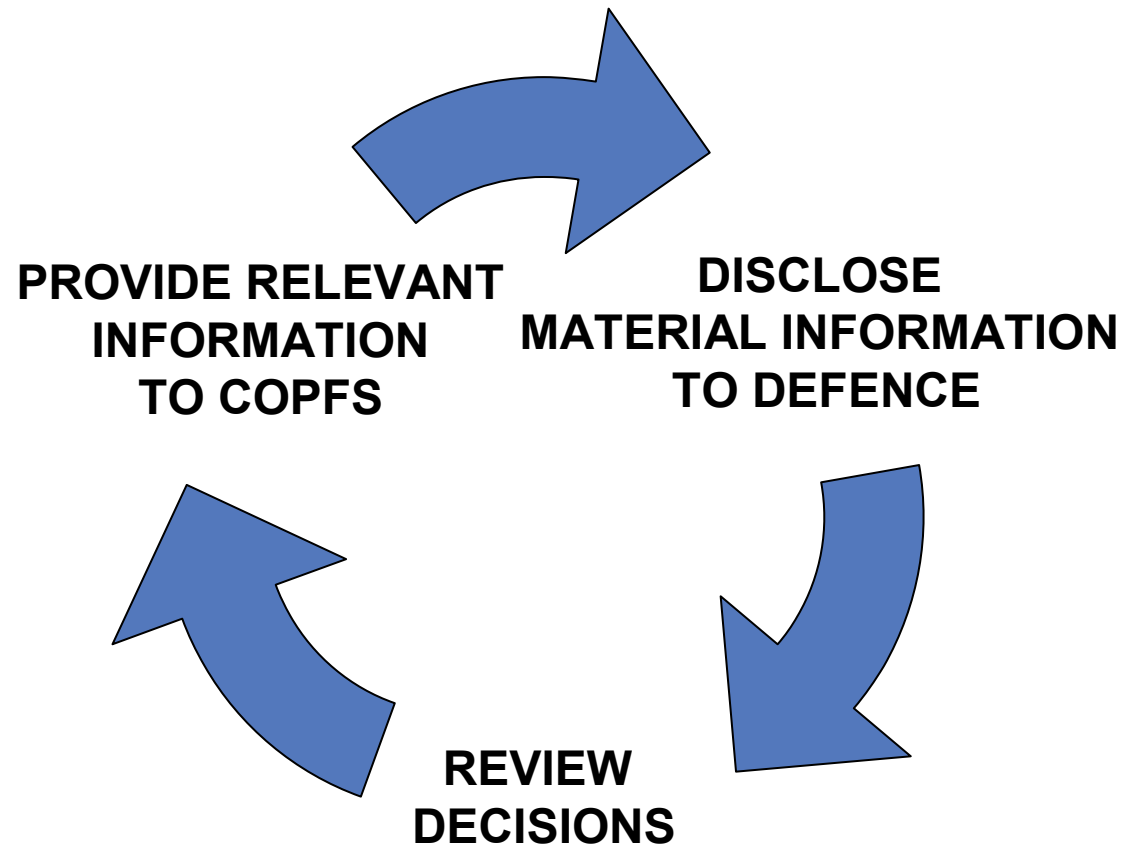 PROVIDE RELEVANT
INFORMATION
TO COPFS
DISCLOSE
MATERIAL INFORMATION
TO DEFENCE
REVIEW
DECISIONS